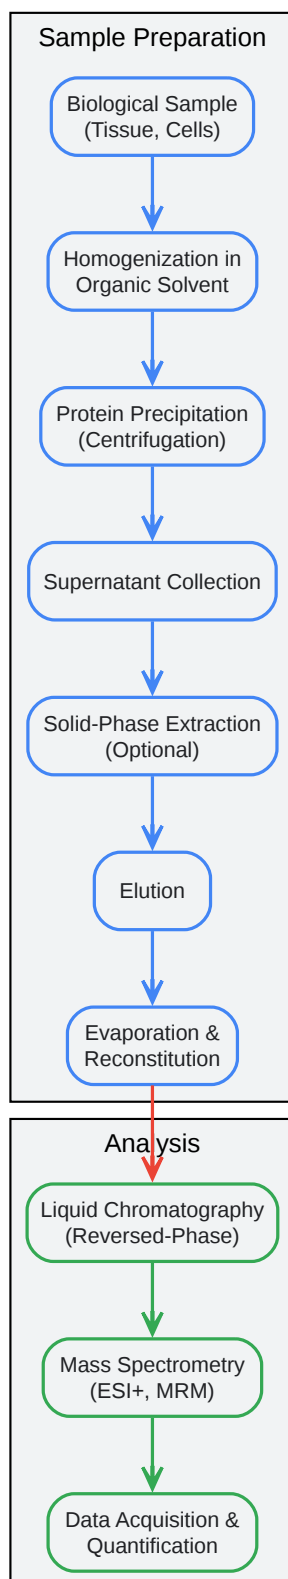 Sample Preparation
Biological Sample
(Tissue, Cells)
Homogenization in
Organic Solvent
Protein Precipitation
(Centrifugation)
Supernatant Collection
Solid-Phase Extraction
(Optional)
Elution
Evaporation &
Reconstitution
Analysis
Liquid Chromatography
(Reversed-Phase)
Mass Spectrometry
(ESI+, MRM)
Data Acquisition &
Quantification